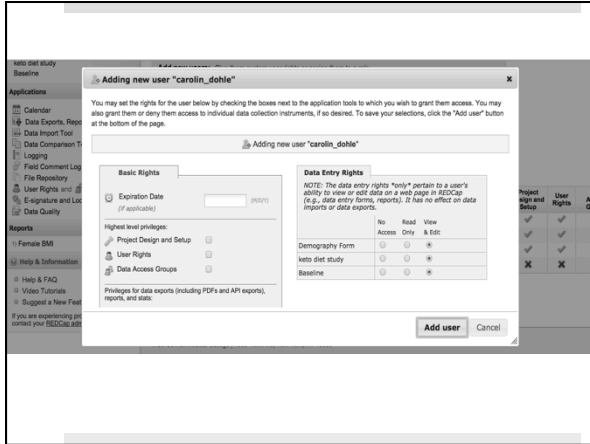 keto diet study
Baseline
Applications
Calendar
Data Exports, Repo
Data Import Tool
Data Comparison T
Logging
Field Comment Log
File Repository
User Rights and
E-signature and Loc
Data Quality
Reports
1) Female BMI
Help & Information
Help & FAQ
Video Tutorials
Suggest a New Feat
If you are experiencing pro
contact your REDCap adm
Adding new user "carolin_dohle"
You may set the rights for the user below by checking the boxes next to the application tools to which you wish to grant them access. You may
also grant them or deny them access to individual data collection instruments, if so desired. To save your selections, click the "Add user" button
at the bottom of the page.
Adding new user "carolin_dohle"
Basic Rights
Expiration Date
(if applicable)
(M/D/Y)
Highest level privileges:
Project Design and Setup
User Rights
Data Access Groups
Privileges for data exports (including PDFs and API exports),
reports, and stats:
Data Entry Rights
NOTE: The data entry rights *only* pertain to a user's
ability to view or edit data on a web page in REDCap
(e.g., data entry forms, reports). It has no effect on data
imports or data exports.
No Access
Read Only
View & Edit
Demography Form
keto diet study
Baseline
Add user
Cancel
Project
sign and
Setup
User
Rights